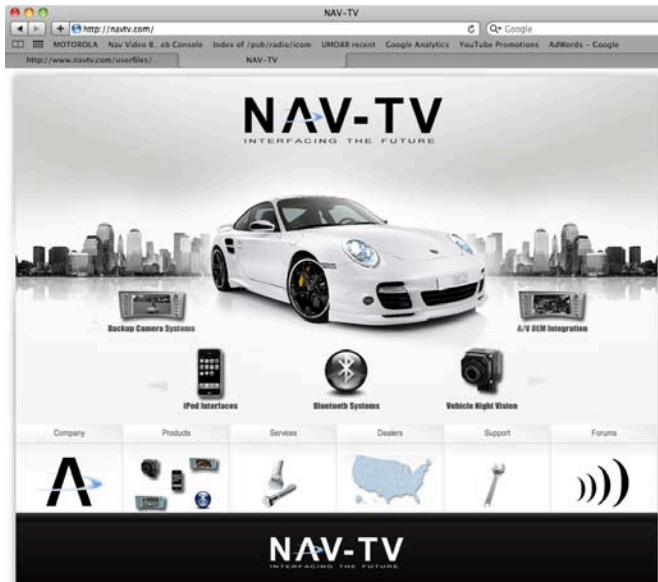 NAV-TV
http://navtv.com/
Google
MOTOROLA Nav Video B...eb Console Index of /pub/radio/icom UMO88 recent Google Analytics YouTube Promotions AdWords - Google
http://www.navtv.com/userfiles/... NAV-TV
NAV-TV
INTERFACING THE FUTURE
Backup Camera Systems
A/V OEM Integration
iPod Interfaces
Bluetooth Systems
Vehicle Night Vision
Company Products Services Dealers Support Forums
NAV-TV
INTERFACING THE FUTURE